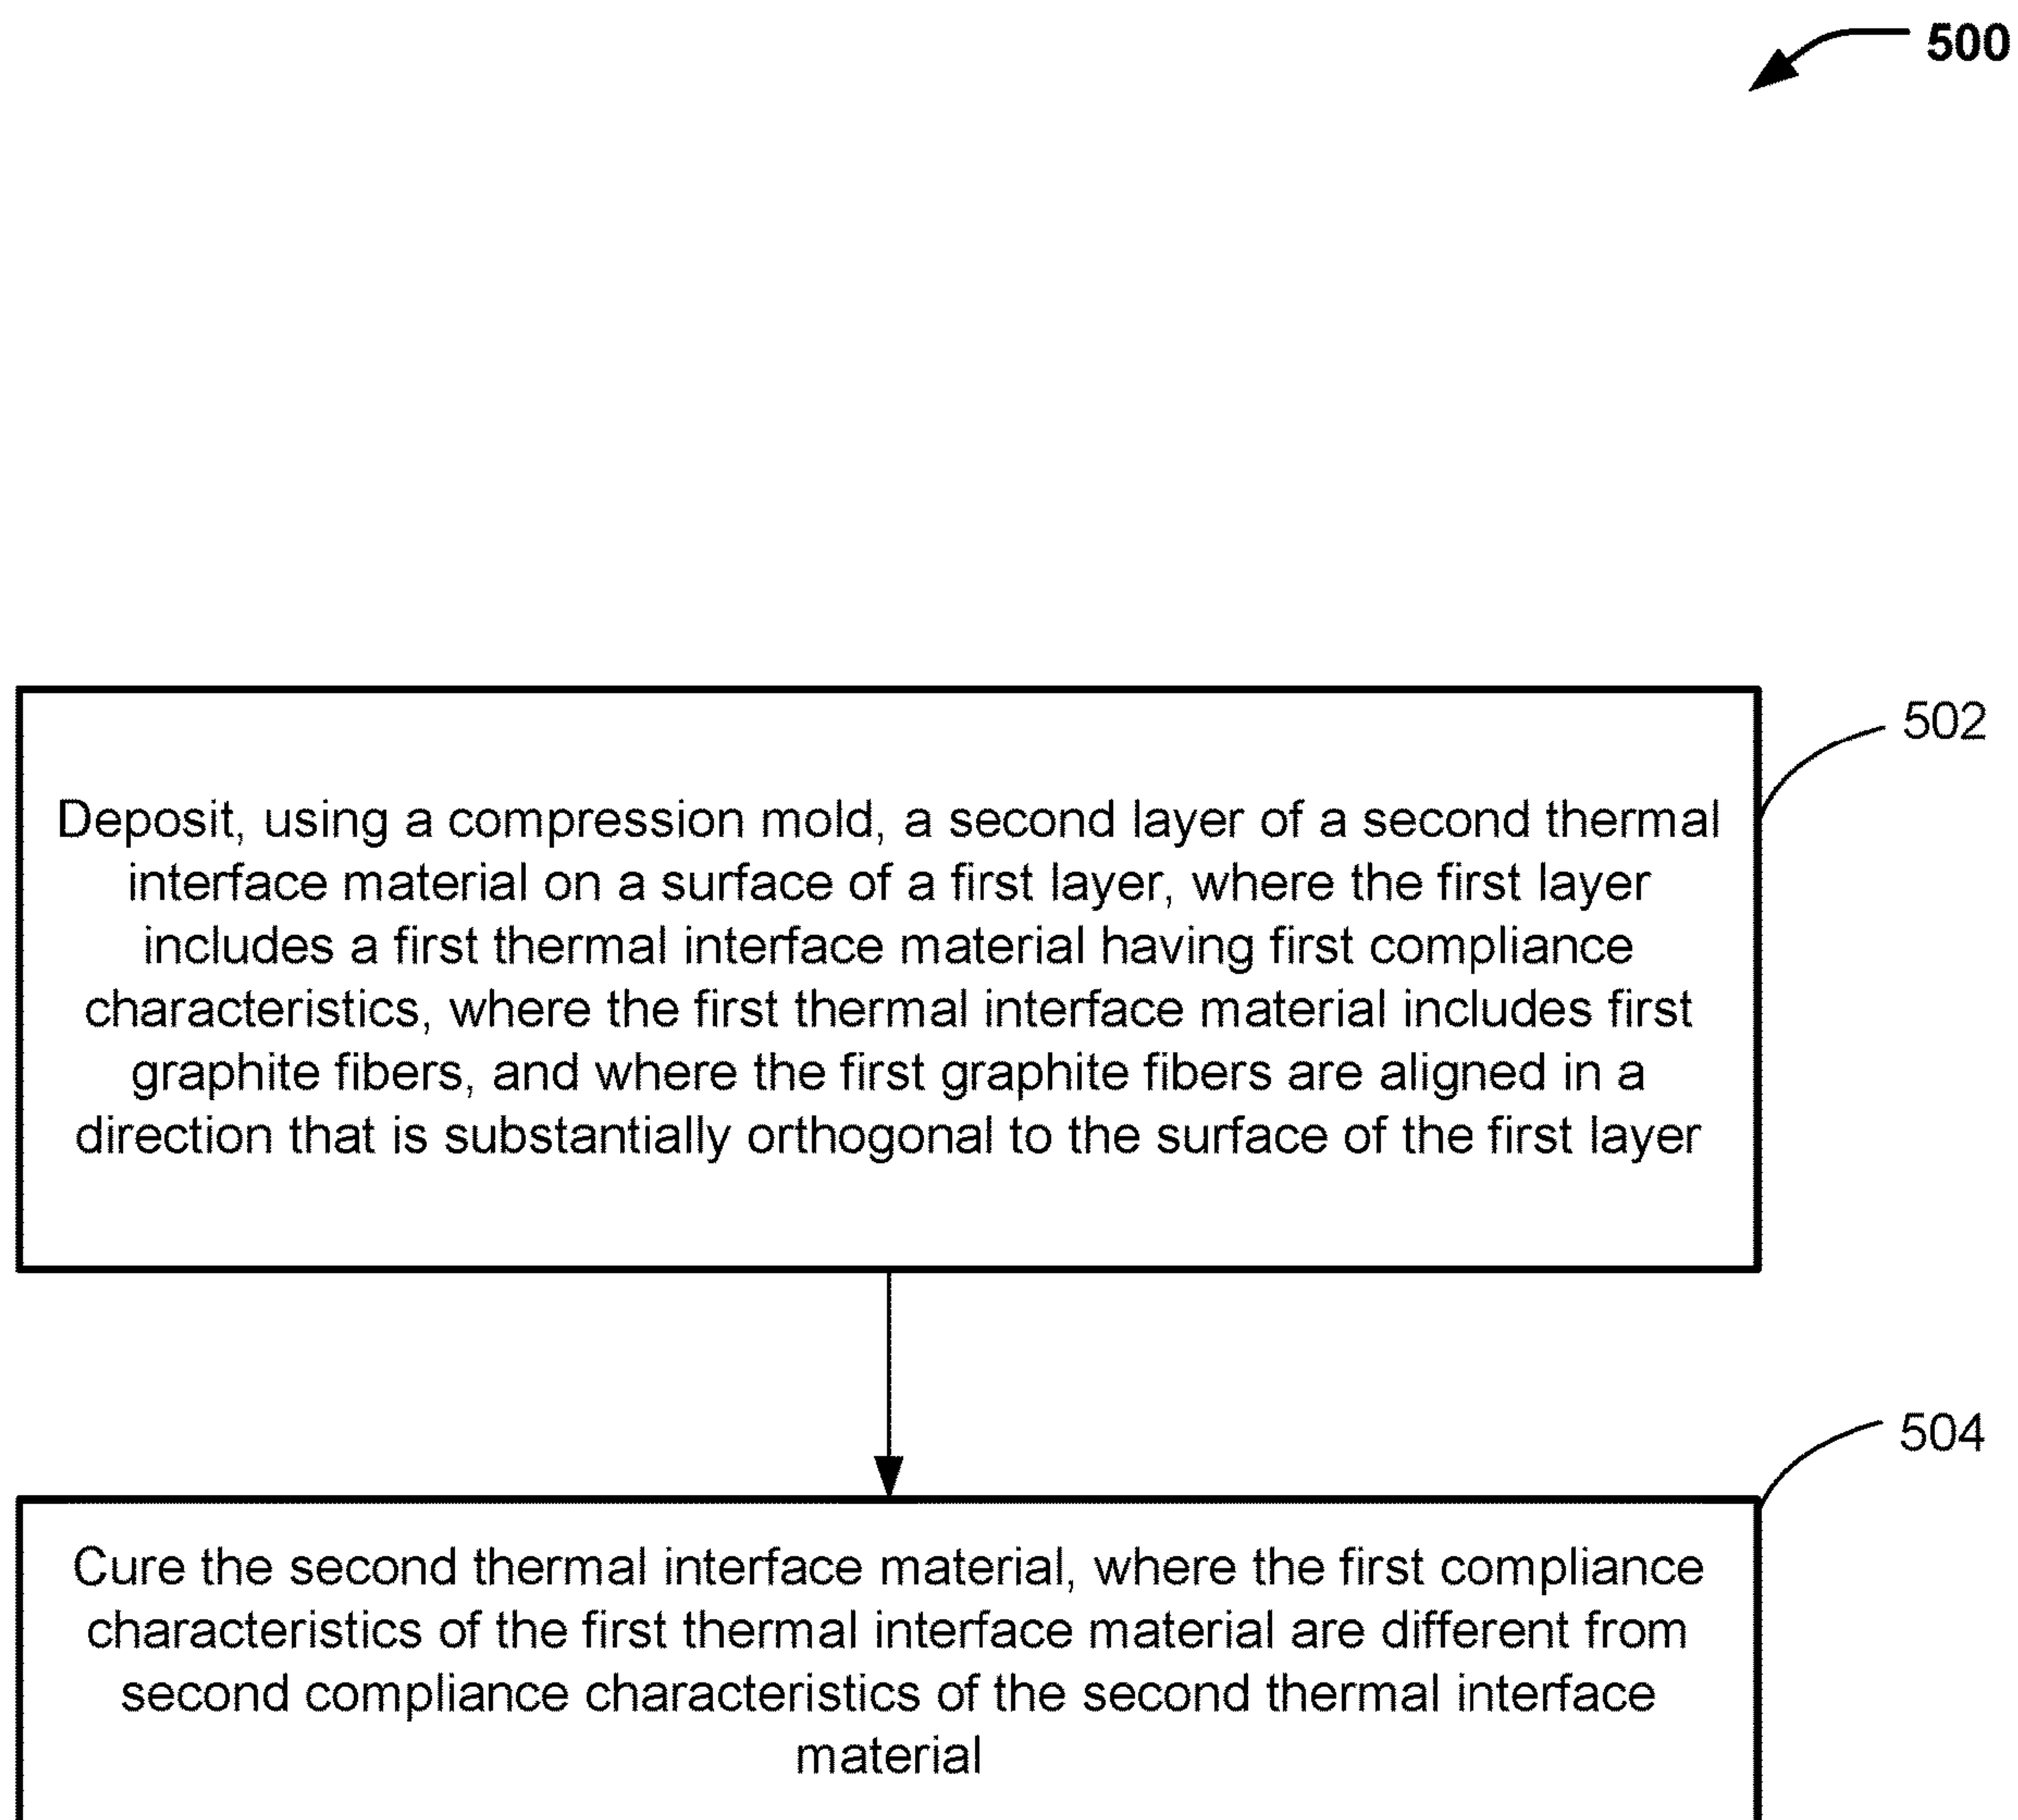 500
502
Deposit, using a compression mold, a second layer of a second thermal
interface material on a surface of a first layer, where the first layer
includes a first thermal interface material having first compliance
characteristics, where the first thermal interface material includes first
graphite fibers, and where the first graphite fibers are aligned in a
direction that is substantially orthogonal to the surface of the first layer
504
Cure the second thermal interface material, where the first compliance
characteristics of the first thermal interface material are different from
second compliance characteristics of the second thermal interface
material